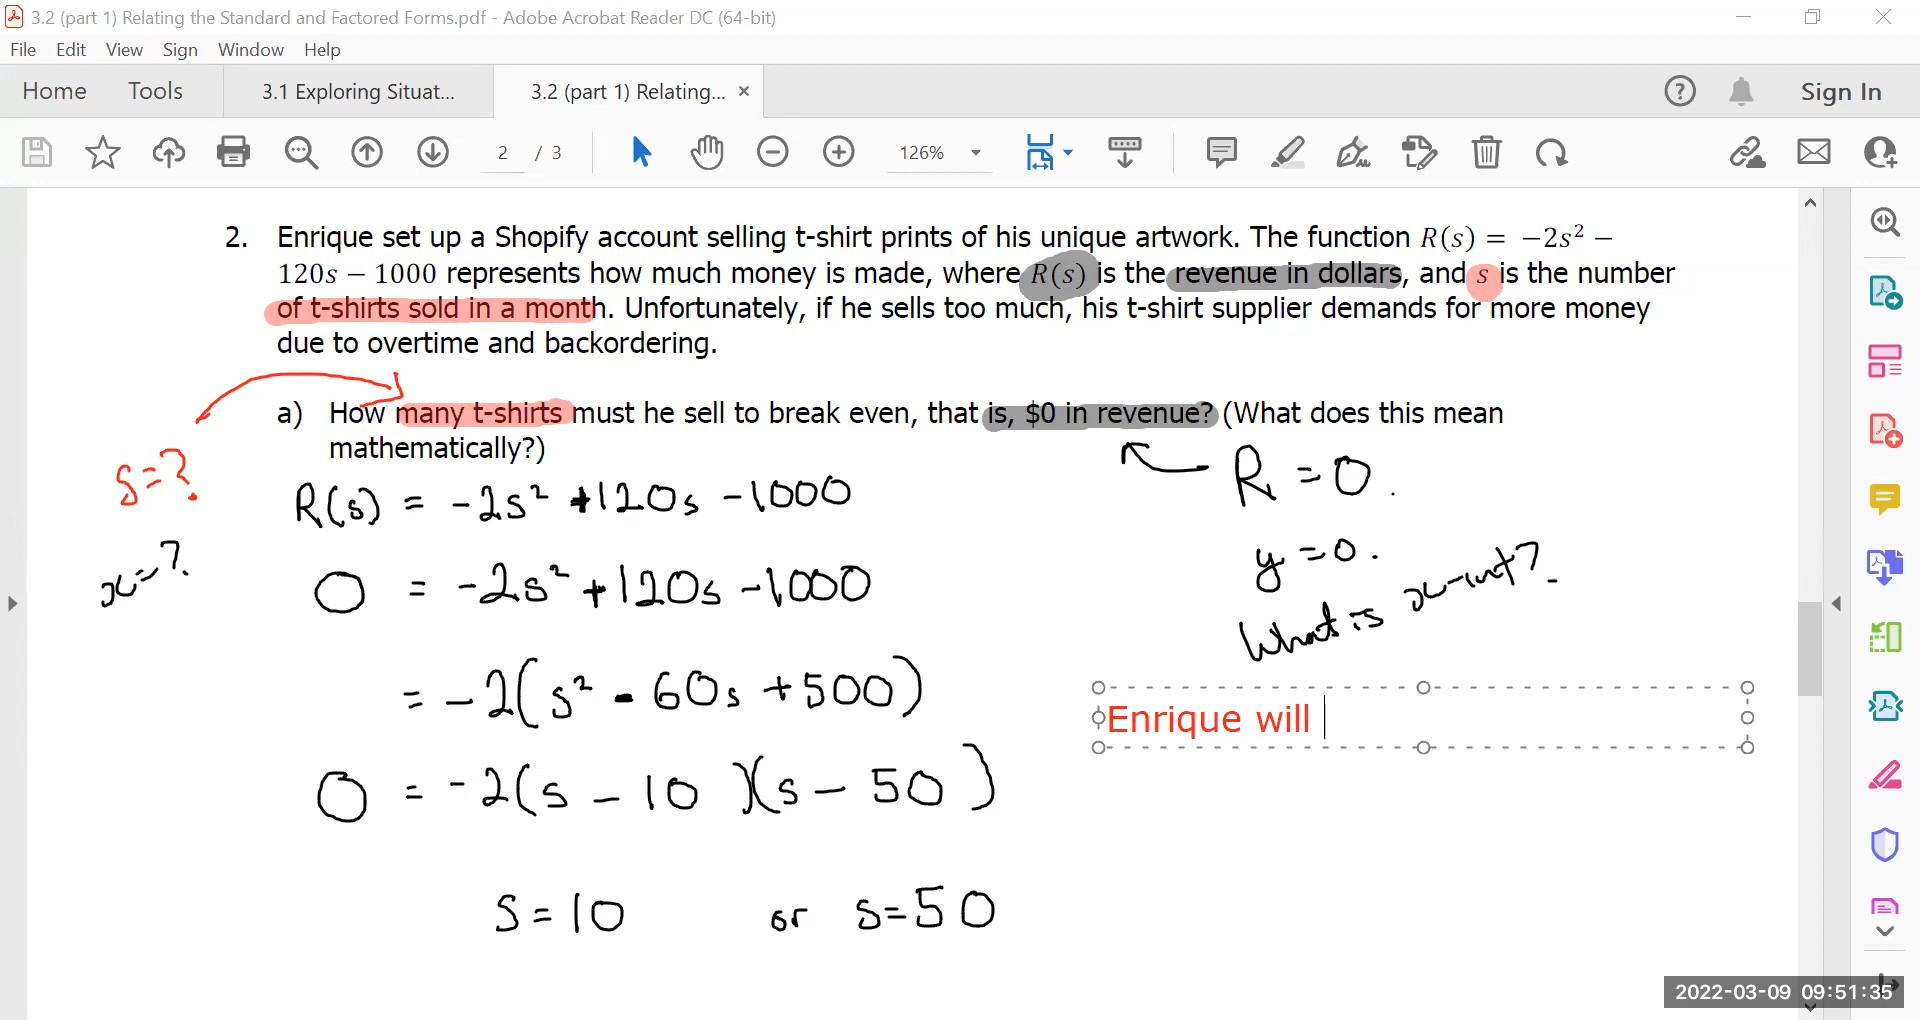 3.2 (part 1) Relating the Standard and Factored Forms.pdf - Adobe Acrobat Reader DC (64-bit)
File Edit View Sign Window Help
Home Tools 3.1 Exploring Situat... 3.2 (part 1) Relating... × Sign In
2 / 3 126%
2. Enrique set up a Shopify account selling t-shirt prints of his unique artwork. The function R(s) = −2s² −
120s − 1000 represents how much money is made, where R(s) is the revenue in dollars, and s is the number
of t-shirts sold in a month. Unfortunately, if he sells too much, his t-shirt supplier demands for more money
due to overtime and backordering.
a) How many t-shirts must he sell to break even, that is, $0 in revenue? (What does this mean
mathematically?)
s=?
R(s) = -2s² +120s -1000
R = 0.
x=?
0 = -2s² +120s -1000
y = 0.
What is x-int?
= -2(s² - 60s +500)
Enrique will
0 = -2(s - 10)(s - 50)
s = 10 or s=50
2022-03-09 09:51:35